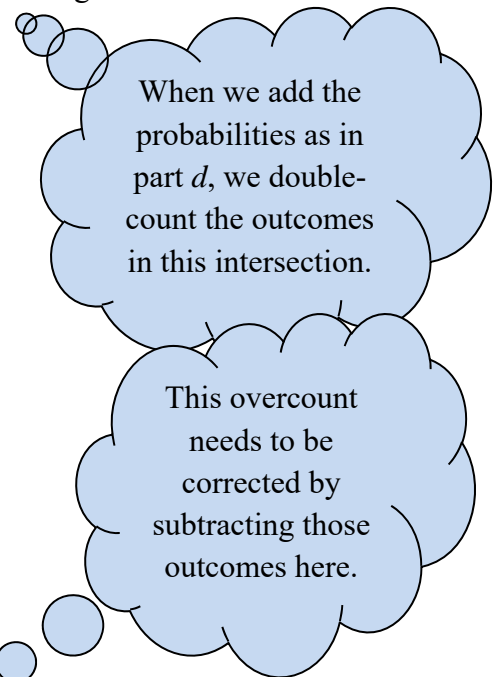 When we add the
probabilities as in
part d, we double-
count the outcomes
in this intersection.
This overcount
needs to be
corrected by
subtracting those
outcomes here.